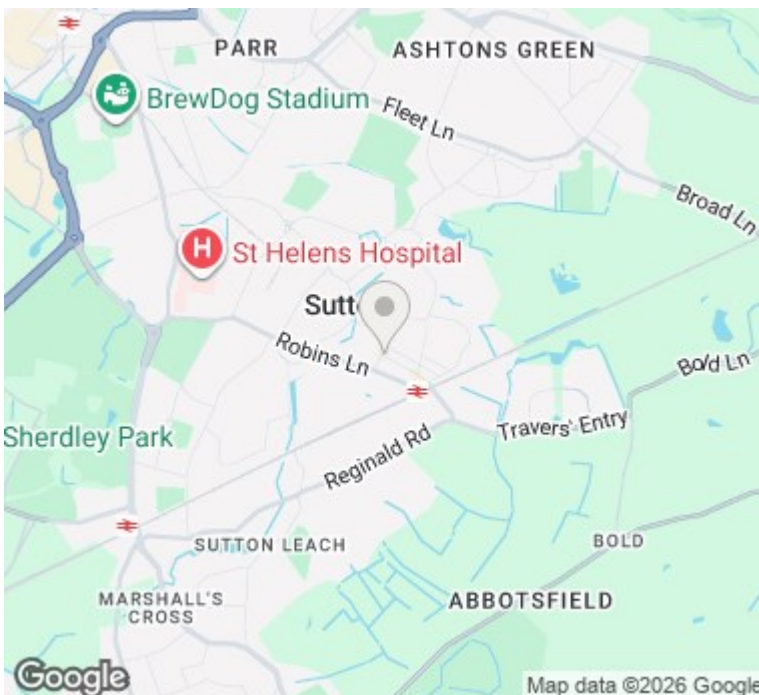 PARR
ASHTONS GREEN
BrewDog Stadium
Fleet Ln
Broad Ln
H
St Helens Hospital
Sutto
Robins Ln
Bold Ln
Travers' Entry
Sherdley Park
Reginald Rd
SUTTON LEACH
BOLD
MARSHALL'S
CROSS
ABBOTSFIELD
Google
Map data ©2026 Google